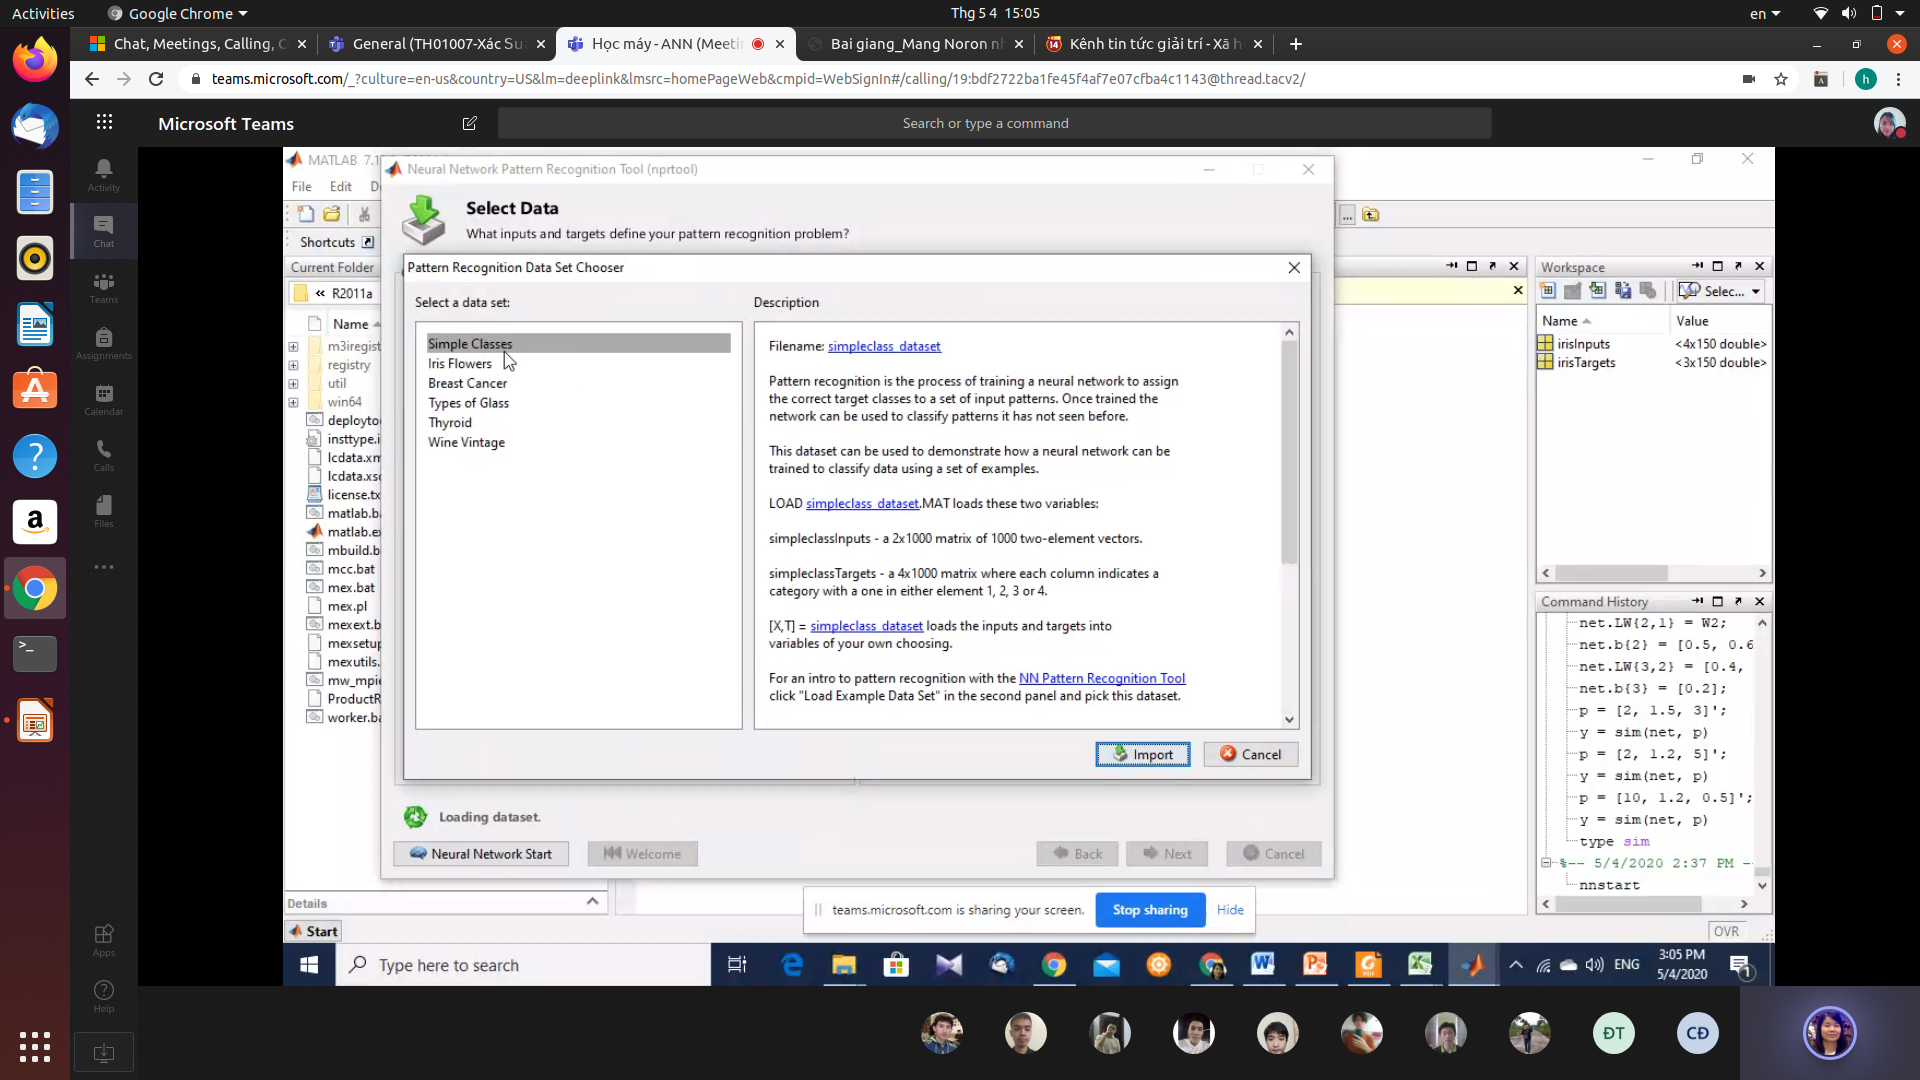 Activities
Google Chrome
Thg 5 4 15:05
en
Chat, Meetings, Calling, C
General (TH01007-Xác Su
Học máy - ANN (Meeti
Bai giang_Mang Noron n
Kênh tin tức giải trí - Xã h
teams.microsoft.com/_?culture=en-us&country=US&lm=deeplink&lmsrc=homePageWeb&cmpid=WebSignIn#/calling/19:bdf2722ba1fe45f4af7e07cfba4c1143@thread.tacv2/
h
Microsoft Teams
Search or type a command
Activity
Chat
Teams
Assignments
Calendar
Calls
Files
Apps
Help
MATLAB 7.1
File Edit D
Shortcuts
Current Folder
« R2011a
Name
m3iregist
registry
util
win64
deployto
insttype.i
lcdata.xm
lcdata.xs
license.tx
matlab.ba
matlab.ex
mbuild.b
mcc.bat
mex.bat
mex.pl
mexext.b
mexsetup
mexutils.
mw_mpie
ProductR
worker.ba
Details
Start
Neural Network Pattern Recognition Tool (nprtool)
Select Data
What inputs and targets define your pattern recognition problem?
Pattern Recognition Data Set Chooser
Select a data set:
Simple Classes
Iris Flowers
Breast Cancer
Types of Glass
Thyroid
Wine Vintage
Description
Filename: simpleclass_dataset
Pattern recognition is the process of training a neural network to assign
the correct target classes to a set of input patterns. Once trained the
network can be used to classify patterns it has not seen before.
This dataset can be used to demonstrate how a neural network can be
trained to classify data using a set of examples.
LOAD simpleclass_dataset.MAT loads these two variables:
simpleclassInputs - a 2x1000 matrix of 1000 two-element vectors.
simpleclassTargets - a 4x1000 matrix where each column indicates a
category with a one in either element 1, 2, 3 or 4.
[X,T] = simpleclass_dataset loads the inputs and targets into
variables of your own choosing.
For an intro to pattern recognition with the NN Pattern Recognition Tool
click "Load Example Data Set" in the second panel and pick this dataset.
Import
Cancel
Loading dataset.
Neural Network Start
Welcome
Back
Next
Cancel
Workspace
Selec...
Name Value
irisInputs <4x150 double>
irisTargets <3x150 double>
Command History
net.LW{2,1} = W2;
net.b{2} = [0.5, 0.6
net.LW{3,2} = [0.4,
net.b{3} = [0.2];
p = [2, 1.5, 3]';
y = sim(net, p)
p = [2, 1.2, 5]';
y = sim(net, p)
p = [10, 1.2, 0.5]';
y = sim(net, p)
type sim
%-- 5/4/2020 2:37 PM --
nnstart
OVR
teams.microsoft.com is sharing your screen.
Stop sharing
Hide
Type here to search
ENG
3:05 PM
5/4/2020
1
ĐT
CĐ